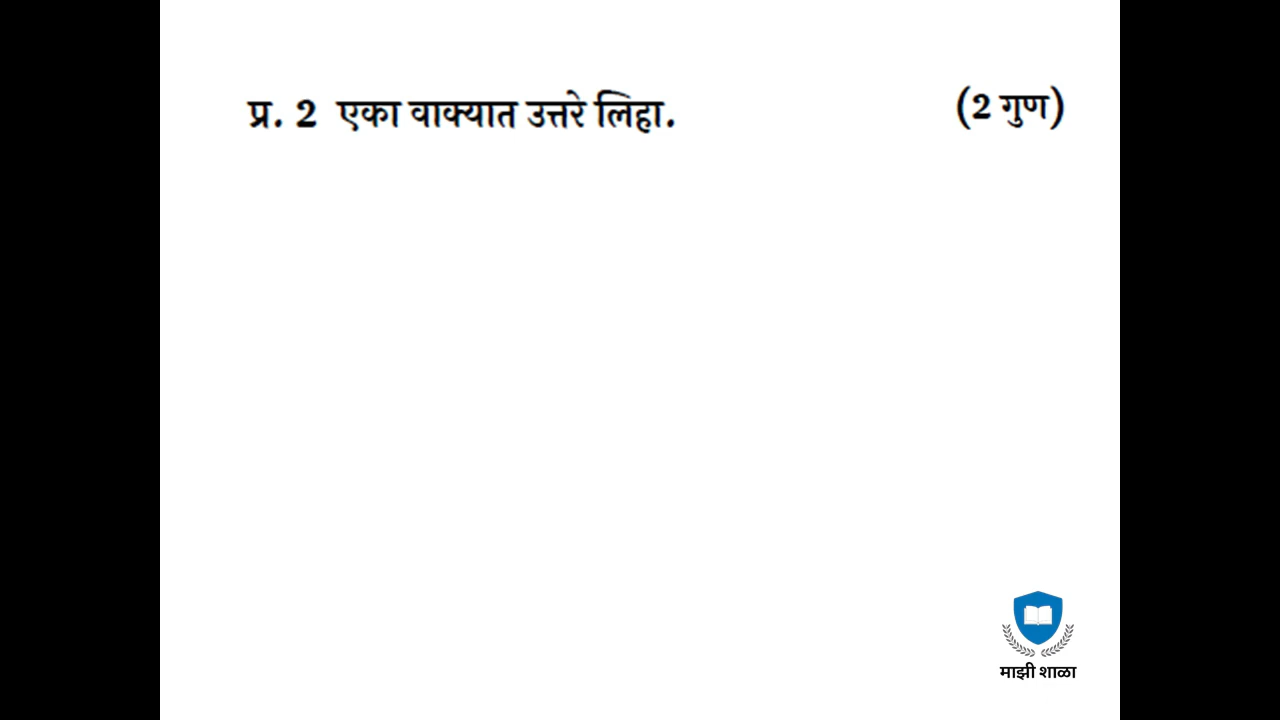 प्र. 2 एका वाक्यात उत्तरे लिहा. (2 गुण)
माझी शाळा